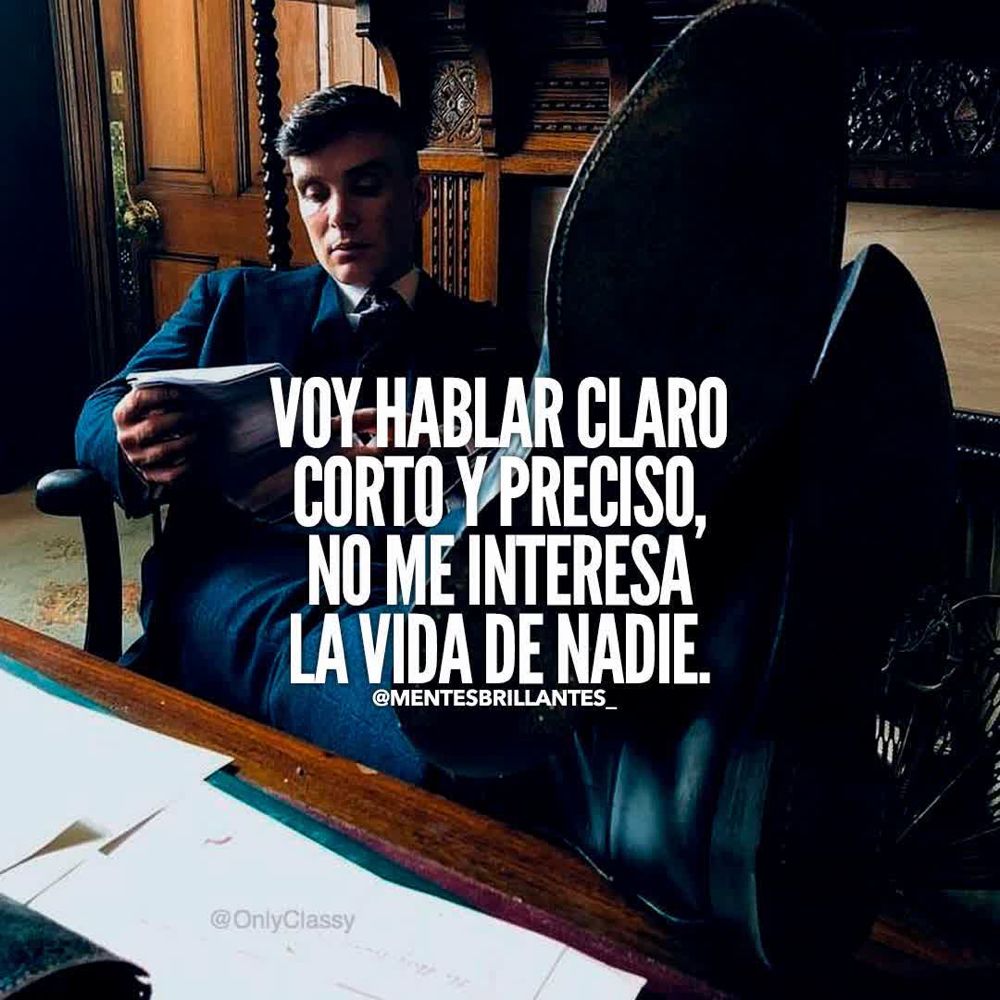 VOY HABLAR CLARO
CORTO Y PRECISO,
NO ME INTERESA
LA VIDA DE NADIE.
@MENTESBRILLANTES_
@OnlyClassy